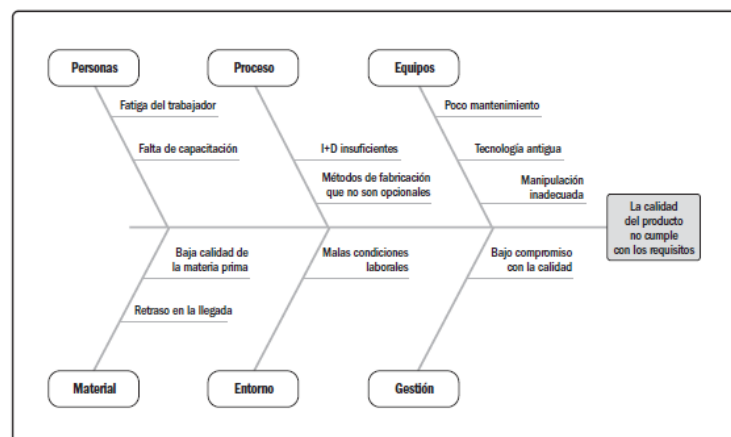 Personas
Proceso
Equipos
Fatiga del trabajador
Falta de capacitación
I+D insuficientes
Métodos de fabricación
que no son opcionales
Poco mantenimiento
Tecnología antigua
Manipulación
inadecuada
La calidad
del producto
no cumple
con los requisitos
Baja calidad de
la materia prima
Retraso en la llegada
Malas condiciones
laborales
Bajo compromiso
con la calidad
Material
Entorno
Gestión